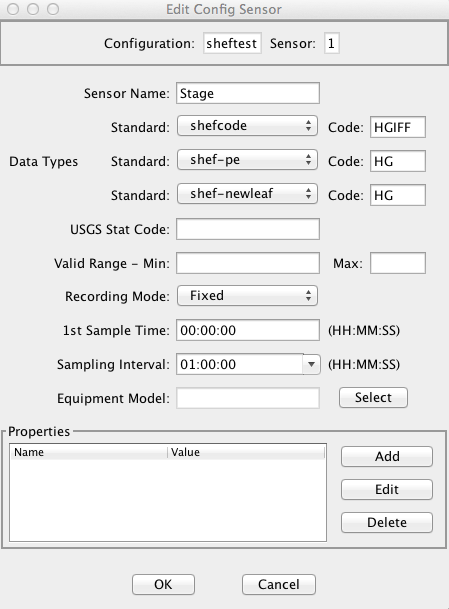 Edit Config Sensor
Configuration: sheftest Sensor: 1
Sensor Name: Stage
Standard: shefcode Code: HGIFF
Data Types Standard: shef-pe Code: HG
Standard: shef-newleaf Code: HG
USGS Stat Code:
Valid Range - Min: Max:
Recording Mode: Fixed
1st Sample Time: 00:00:00 (HH:MM:SS)
Sampling Interval: 01:00:00 (HH:MM:SS)
Equipment Model: Select
Properties
Name Value
Add
Edit
Delete
OK Cancel